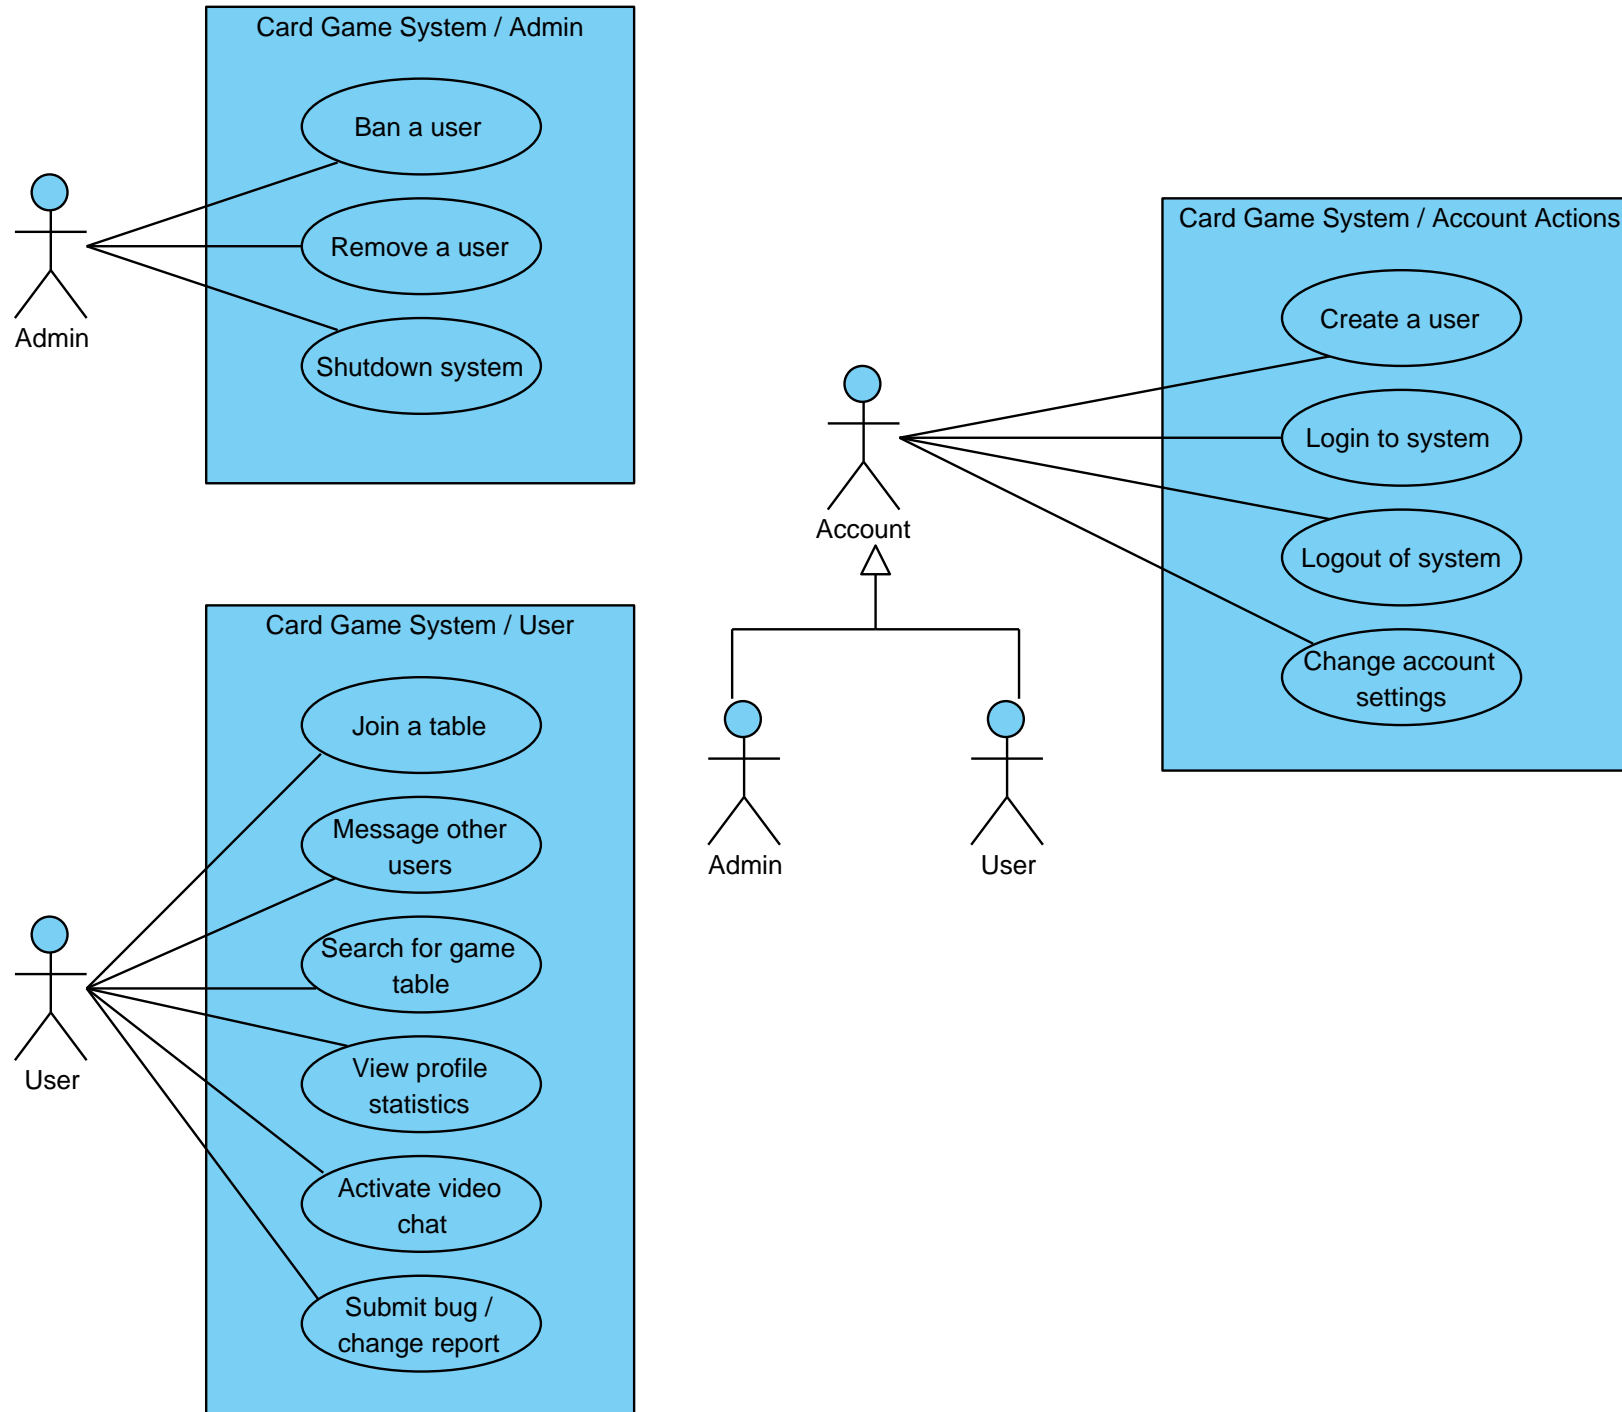 Card Game System / Admin
Ban a user
Remove a user
Shutdown system
Admin
Card Game System / User
Join a table
Message other
users
Search for game
table
View profile
statistics
Activate video
chat
Submit bug /
change report
User
Card Game System / Account Actions
Create a user
Login to system
Logout of system
Change account
settings
Account
Admin
User